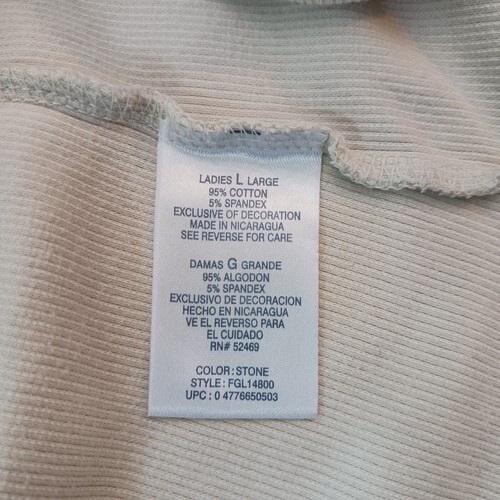 LADIES L LARGE
95% COTTON
5% SPANDEX
EXCLUSIVE OF DECORATION
MADE IN NICARAGUA
SEE REVERSE FOR CARE
DAMAS G GRANDE
95% ALGODON
5% SPANDEX
EXCLUSIVO DE DECORACION
HECHO EN NICARAGUA
VE EL REVERSO PARA
EL CUIDADO
RN# 52469
COLOR : STONE
STYLE : FGL14800
UPC : 0 4776650503